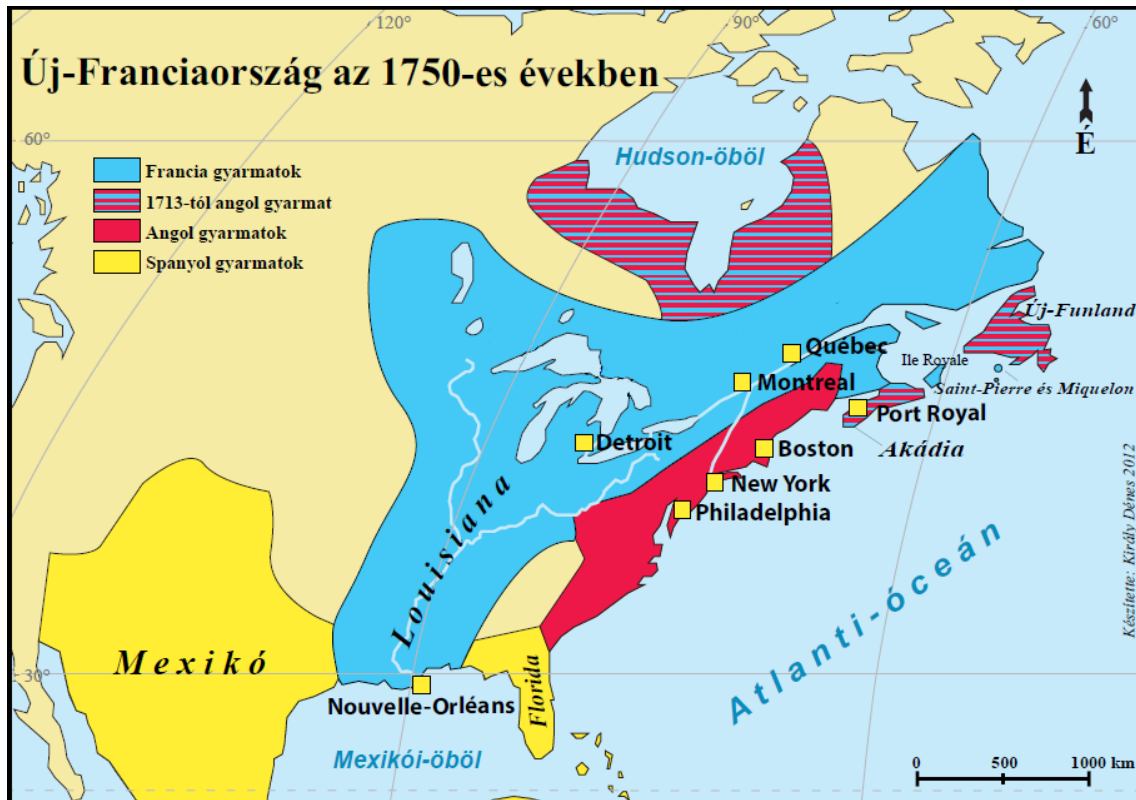 120°
90°
60°
Új-Franciaország az 1750-es években
60°
É
Hudson-öböl
Francia gyarmatok
1713-tól angol gyarmat
Angol gyarmatok
Spanyol gyarmatok
Új-Funland
Québec
Ile Royale
Montreal
Saint-Pierre és Miquelon
Port Royal
Detroit
Boston
Akádia
New York
Philadelphia
Louisiana
Atlanti-óceán
Készítette: Király Dénes 2012
Mexikó
30°
Nouvelle-Orléans
Florida
Mexikói-öböl
0 500 1000 km